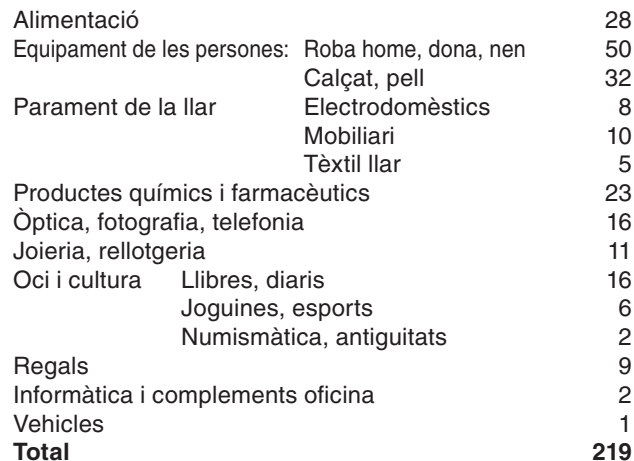 Alimentació 28
Equipament de les persones: Roba home, dona, nen 50
Calçat, pell 32
Parament de la llar Electrodomèstics 8
Mobiliari 10
Tèxtil llar 5
Productes químics i farmacèutics 23
Òptica, fotografia, telefonia 16
Joieria, rellotgeria 11
Oci i cultura Llibres, diaris 16
Joguines, esports 6
Numismàtica, antiguitats 2
Regals 9
Informàtica i complements oficina 2
Vehicles 1
Total 219